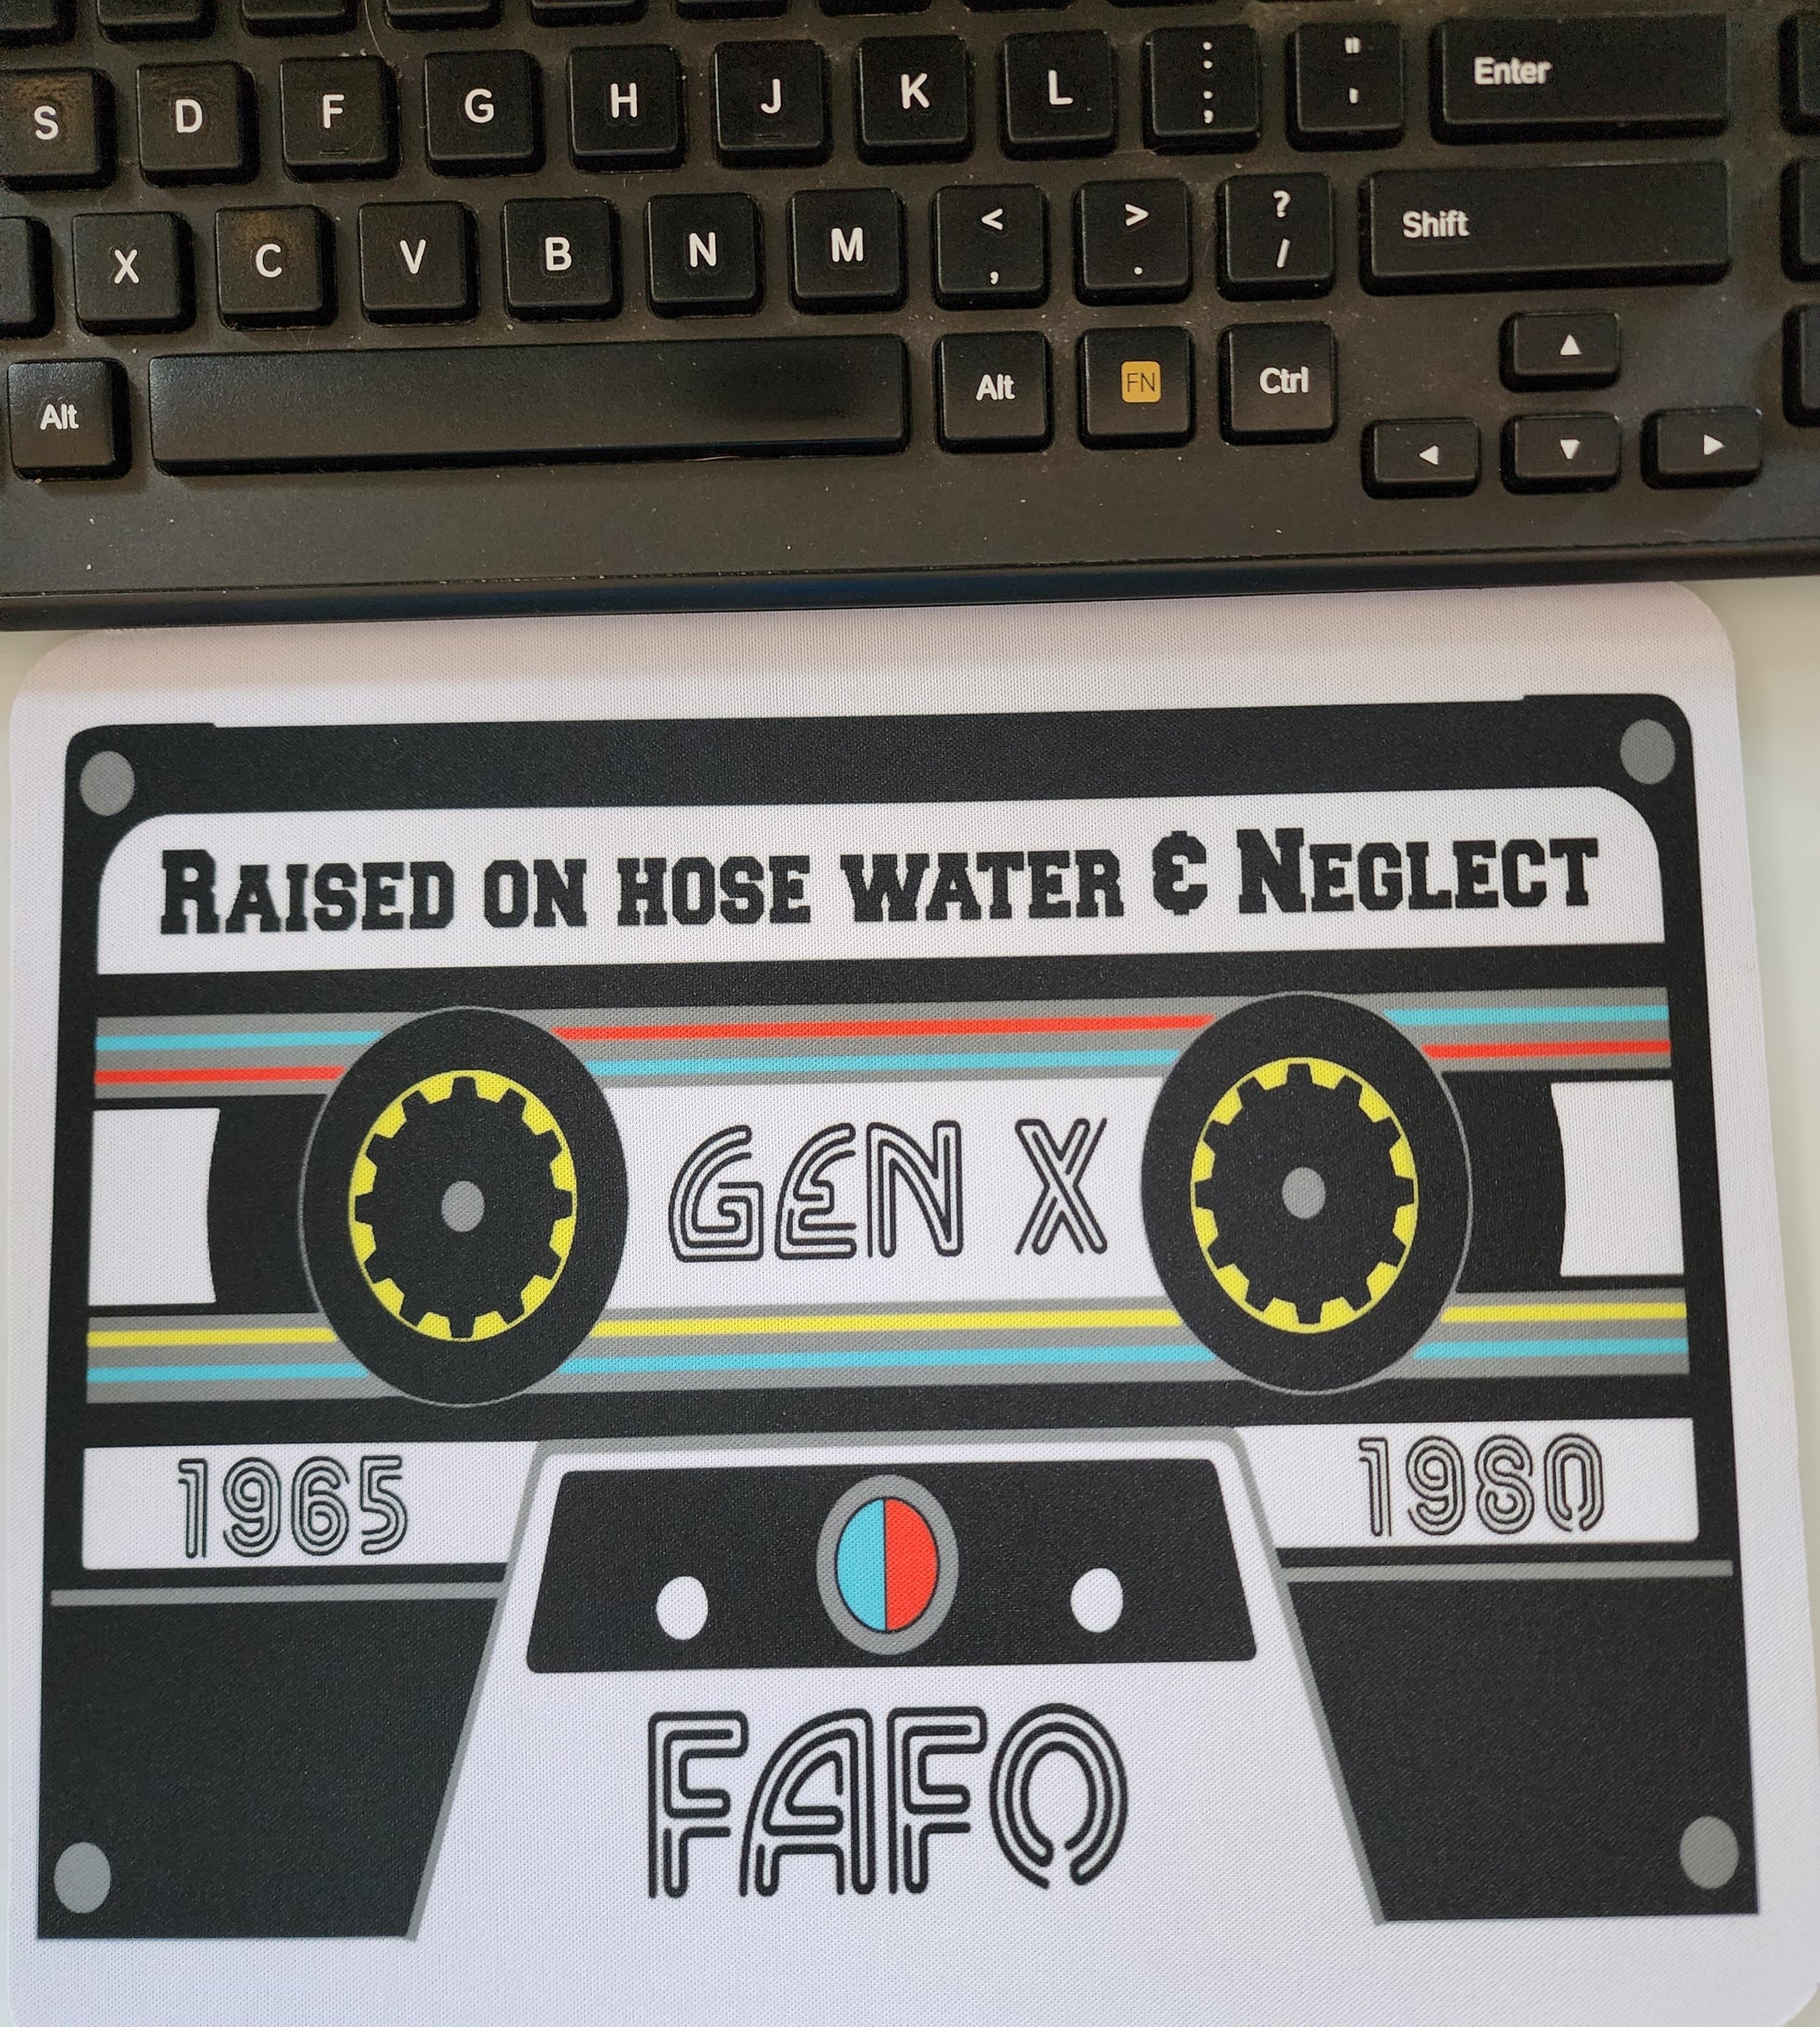 S D F G H J K L : ; " ' Enter
X C V B N M < , > . ? / Shift
Alt Alt FN Ctrl
RAISED ON HOSE WATER & NEGLECT
GEN X
1965 1980
FAFO